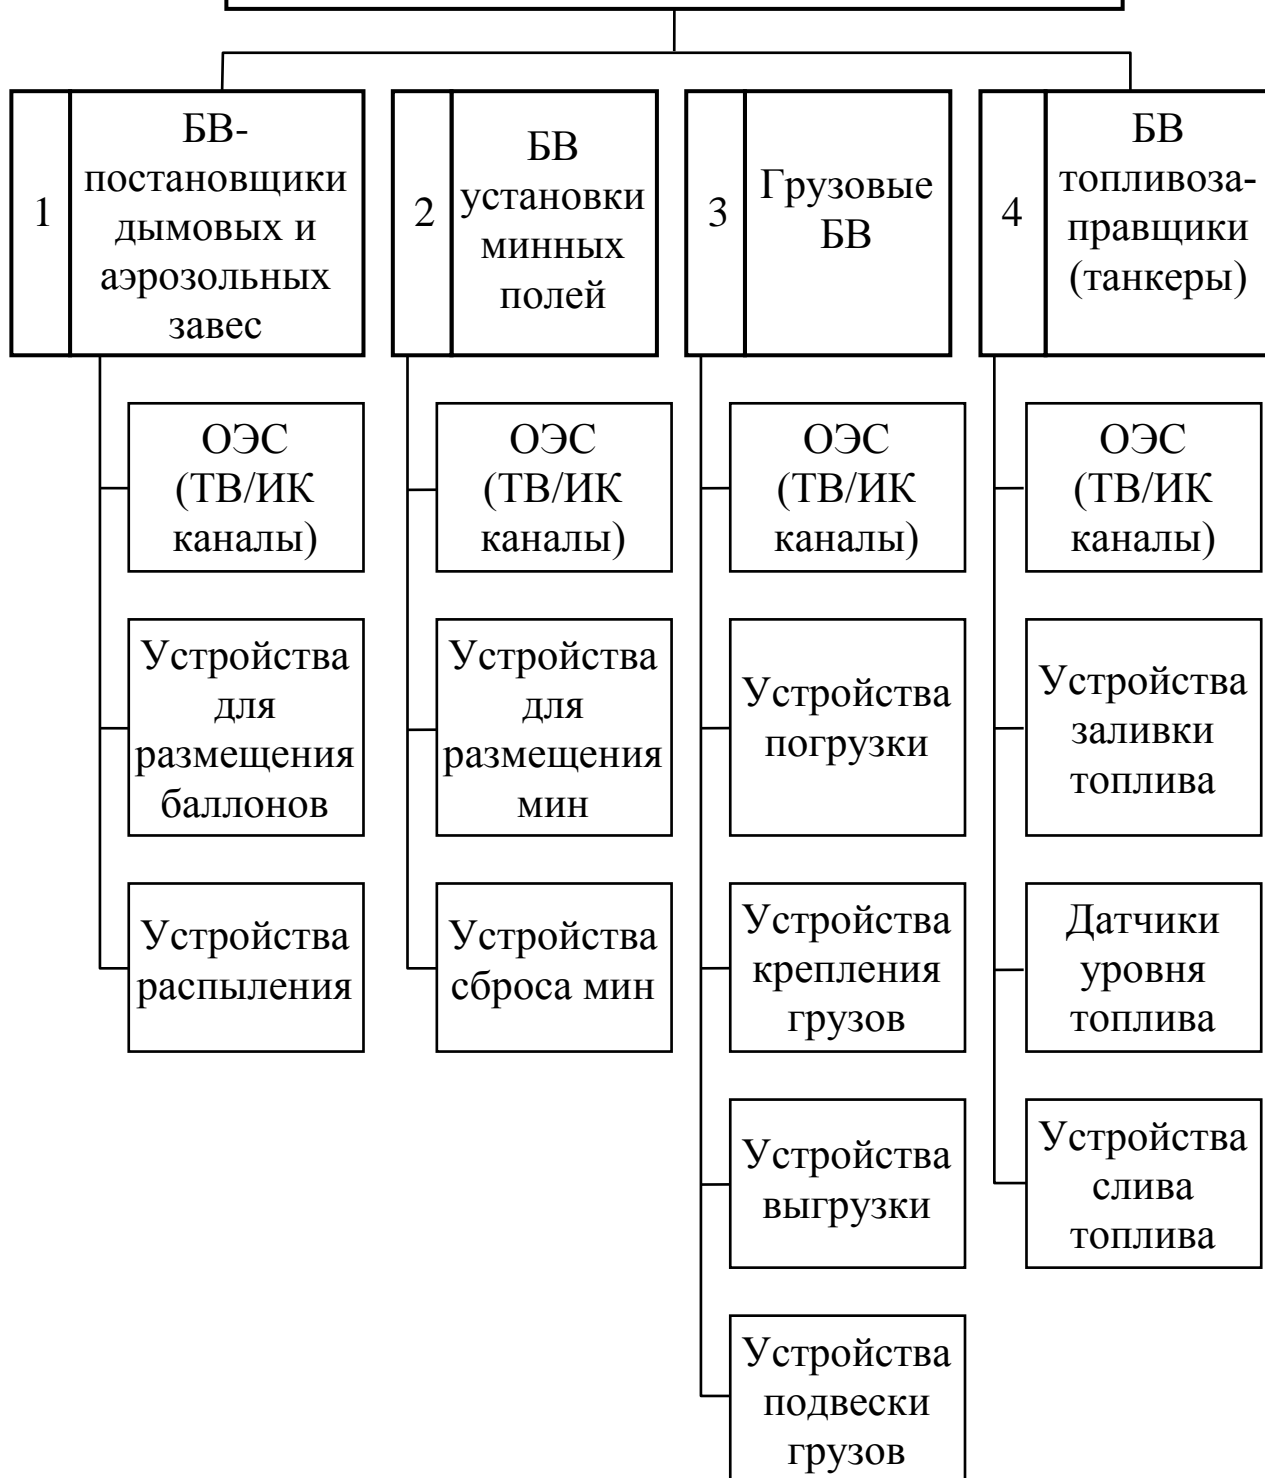 1
БВ-
постановщики
дымовых и
аэрозольных
завес
2
БВ
установки
минных
полей
3
Грузовые
БВ
4
БВ
топливоза-
правщики
(танкеры)
ОЭС
(ТВ/ИК
каналы)
Устройства
для
размещения
баллонов
Устройства
распыления
ОЭС
(ТВ/ИК
каналы)
Устройства
для
размещения
мин
Устройства
сброса мин
ОЭС
(ТВ/ИК
каналы)
Устройства
погрузки
Устройства
крепления
грузов
Устройства
выгрузки
Устройства
подвески
грузов
ОЭС
(ТВ/ИК
каналы)
Устройства
заливки
топлива
Датчики
уровня
топлива
Устройства
слива
топлива